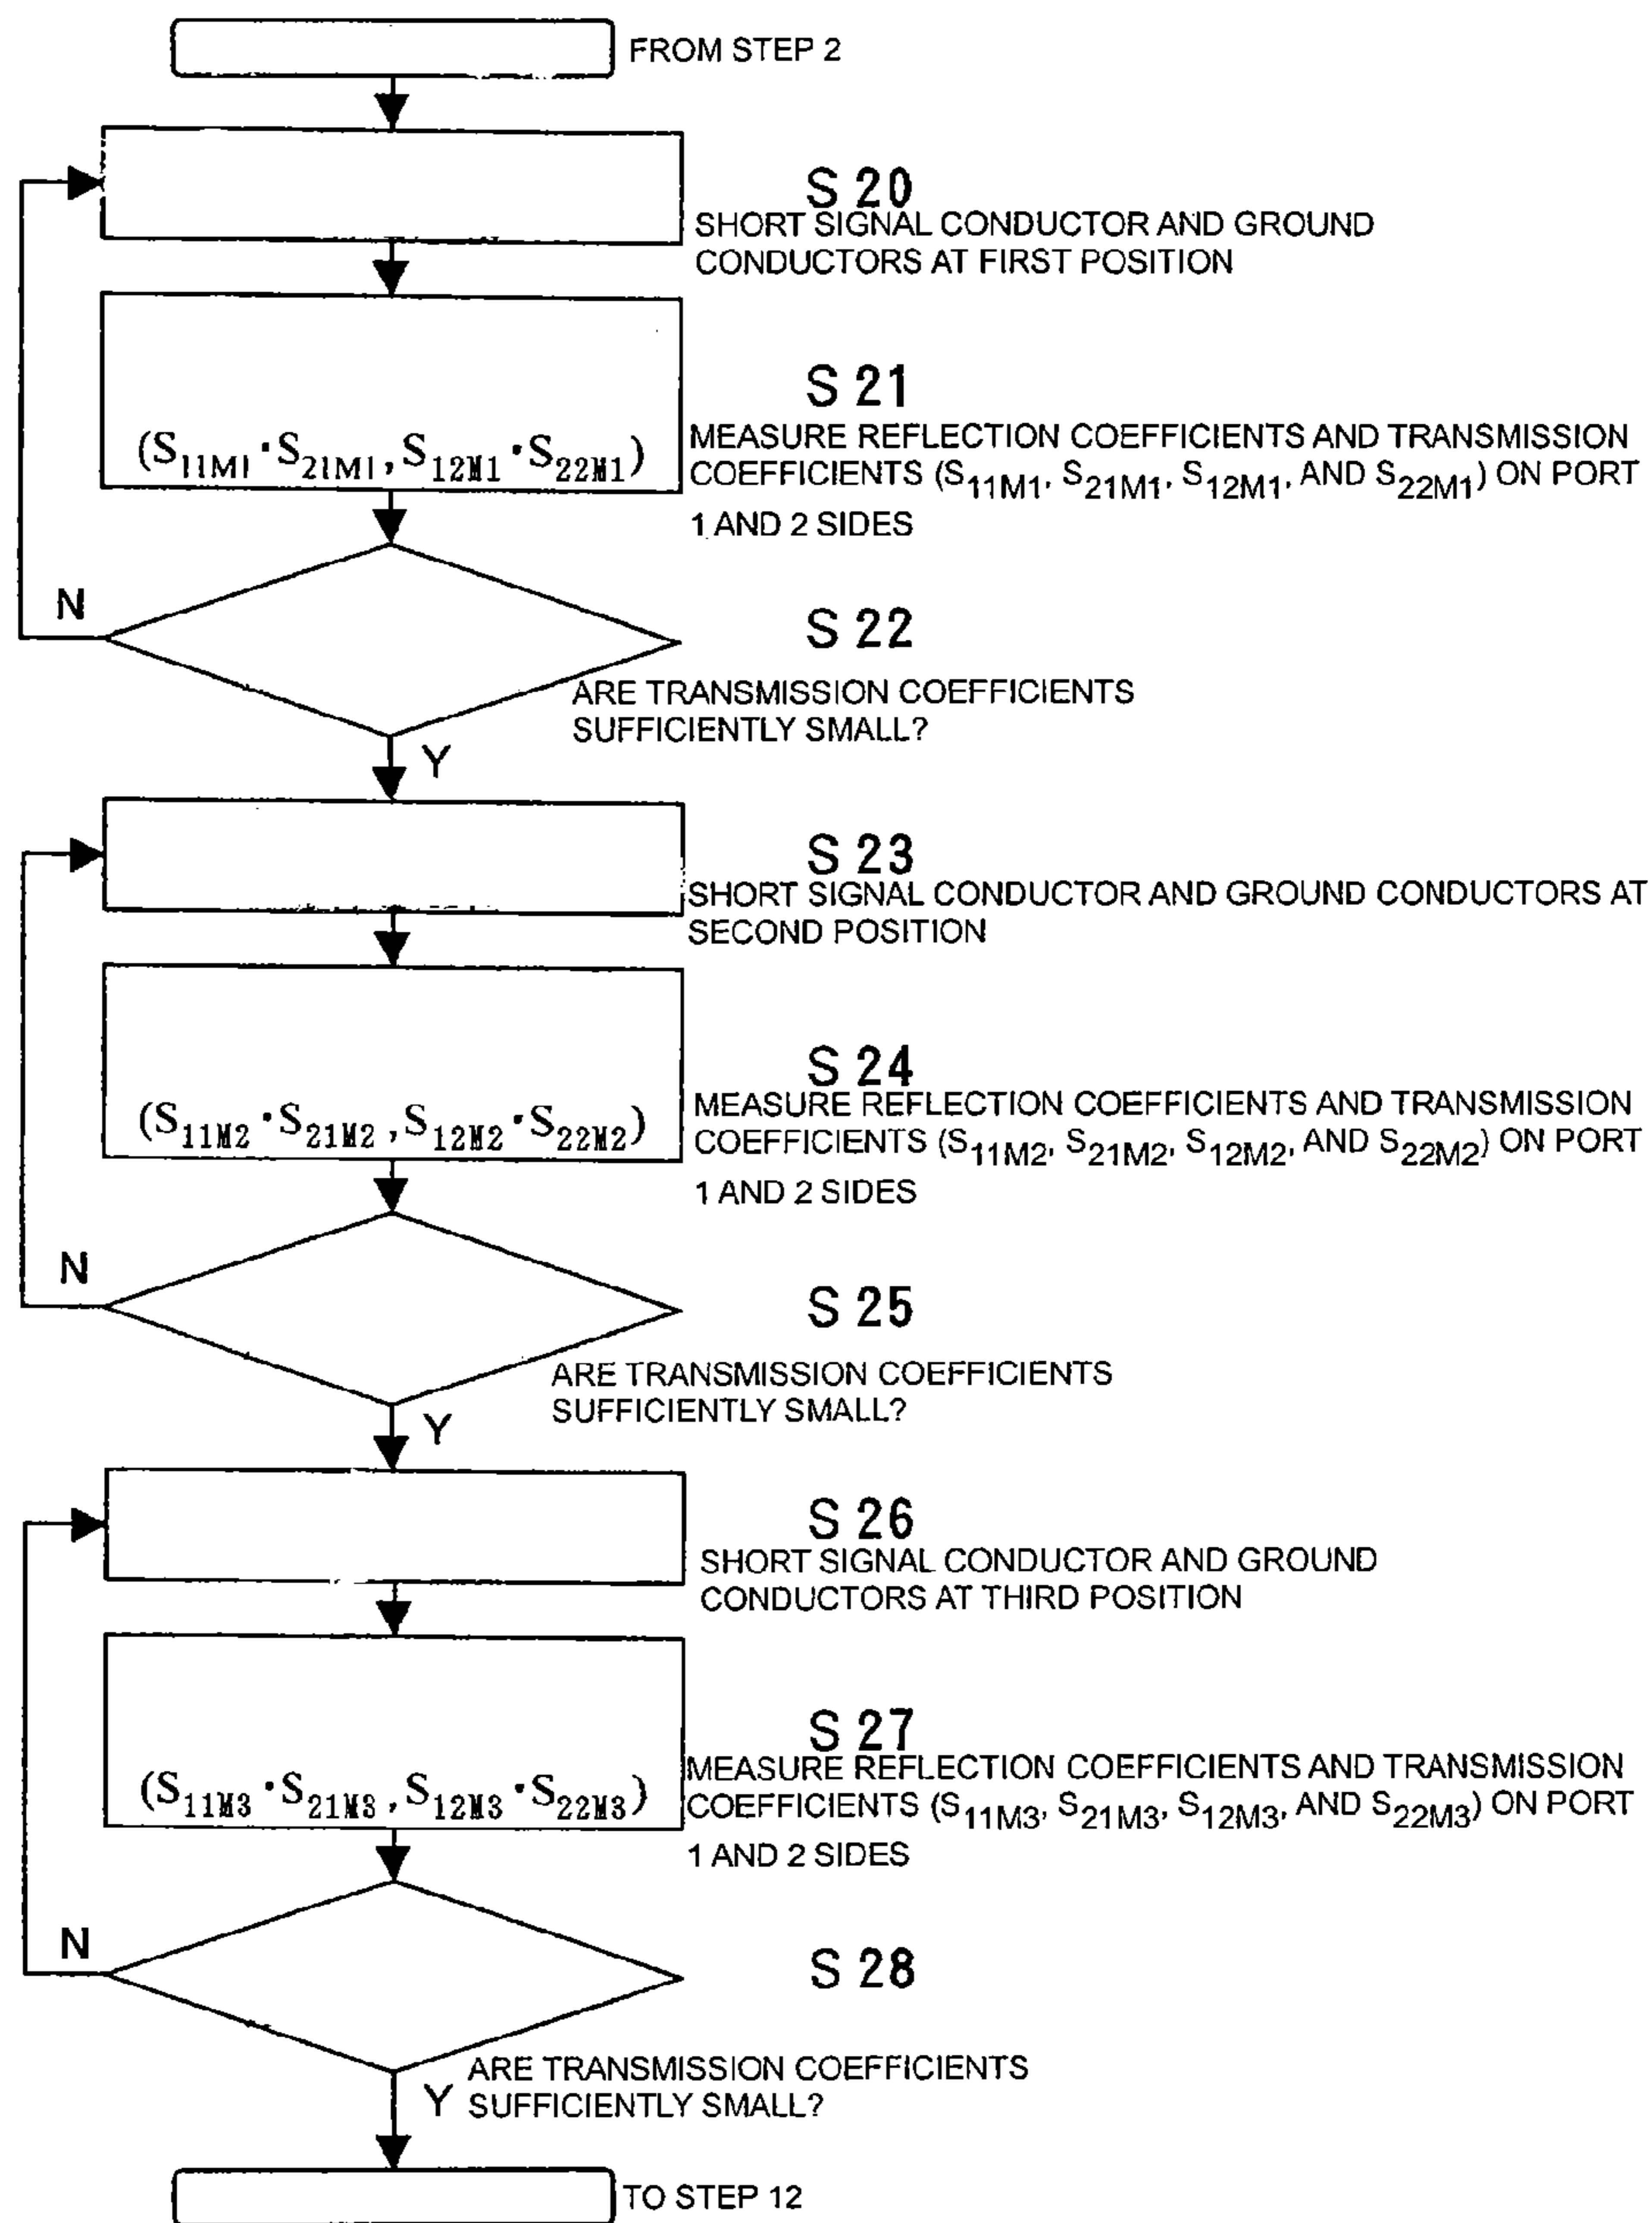 FROM STEP 2
S 20
SHORT SIGNAL CONDUCTOR AND GROUND
CONDUCTORS AT FIRST POSITION
S 21
(S11M1・S21M1,S12M1・S22M1)
MEASURE REFLECTION COEFFICIENTS AND TRANSMISSION
COEFFICIENTS (S11M1, S21M1, S12M1, AND S22M1) ON PORT
1 AND 2 SIDES
N
S 22
ARE TRANSMISSION COEFFICIENTS
SUFFICIENTLY SMALL?
Y
S 23
SHORT SIGNAL CONDUCTOR AND GROUND CONDUCTORS AT
SECOND POSITION
S 24
(S11M2・S21M2,S12M2・S22M2)
MEASURE REFLECTION COEFFICIENTS AND TRANSMISSION
COEFFICIENTS (S11M2, S21M2, S12M2, AND S22M2) ON PORT
1 AND 2 SIDES
N
S 25
ARE TRANSMISSION COEFFICIENTS
SUFFICIENTLY SMALL?
Y
S 26
SHORT SIGNAL CONDUCTOR AND GROUND
CONDUCTORS AT THIRD POSITION
S 27
(S11M3・S21M3,S12M3・S22M3)
MEASURE REFLECTION COEFFICIENTS AND TRANSMISSION
COEFFICIENTS (S11M3, S21M3, S12M3, AND S22M3) ON PORT
1 AND 2 SIDES
N
S 28
ARE TRANSMISSION COEFFICIENTS
SUFFICIENTLY SMALL?
Y
TO STEP 12